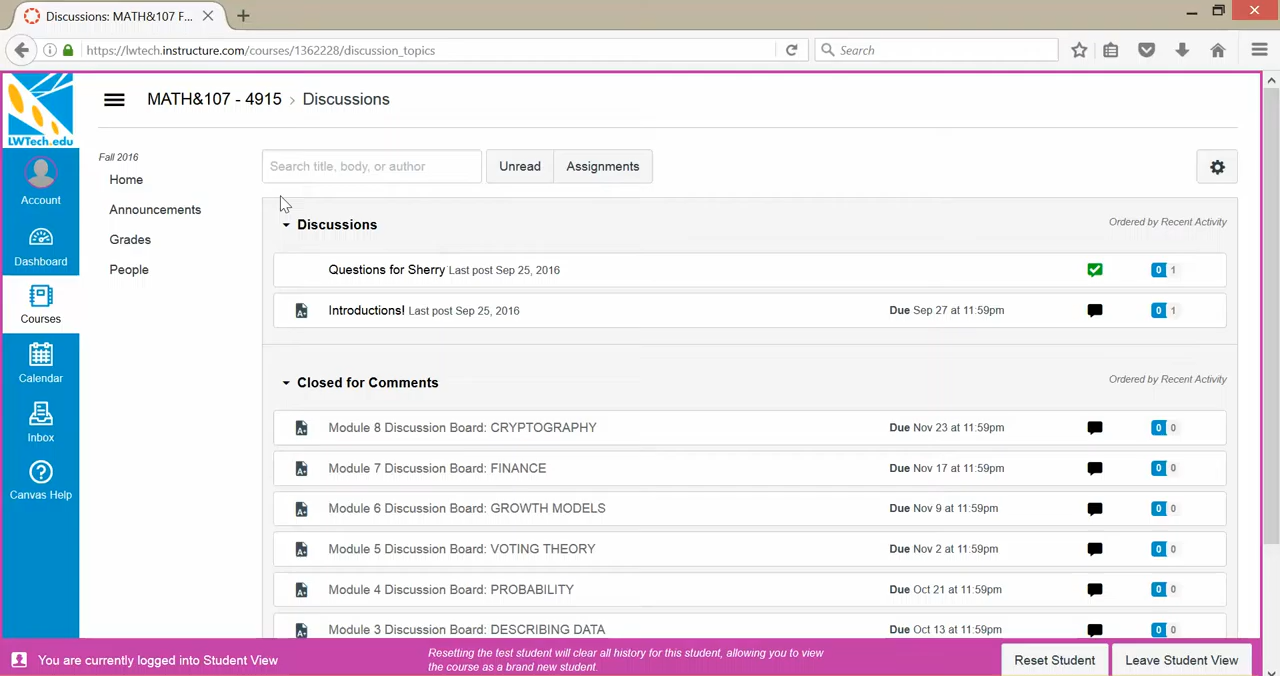 Discussions: MATH&107 F...
https://lwtech.instructure.com/courses/1362228/discussion_topics
Search
LWTech.edu
Account
Dashboard
Courses
Calendar
Inbox
Canvas Help
MATH&107 - 4915 › Discussions
Fall 2016
Home
Announcements
Grades
People
Search title, body, or author
Unread
Assignments
Discussions
Ordered by Recent Activity
Questions for Sherry Last post Sep 25, 2016 0 1
Introductions! Last post Sep 25, 2016 Due Sep 27 at 11:59pm 0 1
Closed for Comments
Ordered by Recent Activity
Module 8 Discussion Board: CRYPTOGRAPHY Due Nov 23 at 11:59pm 0 0
Module 7 Discussion Board: FINANCE Due Nov 17 at 11:59pm 0 0
Module 6 Discussion Board: GROWTH MODELS Due Nov 9 at 11:59pm 0 0
Module 5 Discussion Board: VOTING THEORY Due Nov 2 at 11:59pm 0 0
Module 4 Discussion Board: PROBABILITY Due Oct 21 at 11:59pm 0 0
Module 3 Discussion Board: DESCRIBING DATA Due Oct 13 at 11:59pm 0 0
You are currently logged into Student View
Resetting the test student will clear all history for this student, allowing you to view
the course as a brand new student.
Reset Student
Leave Student View